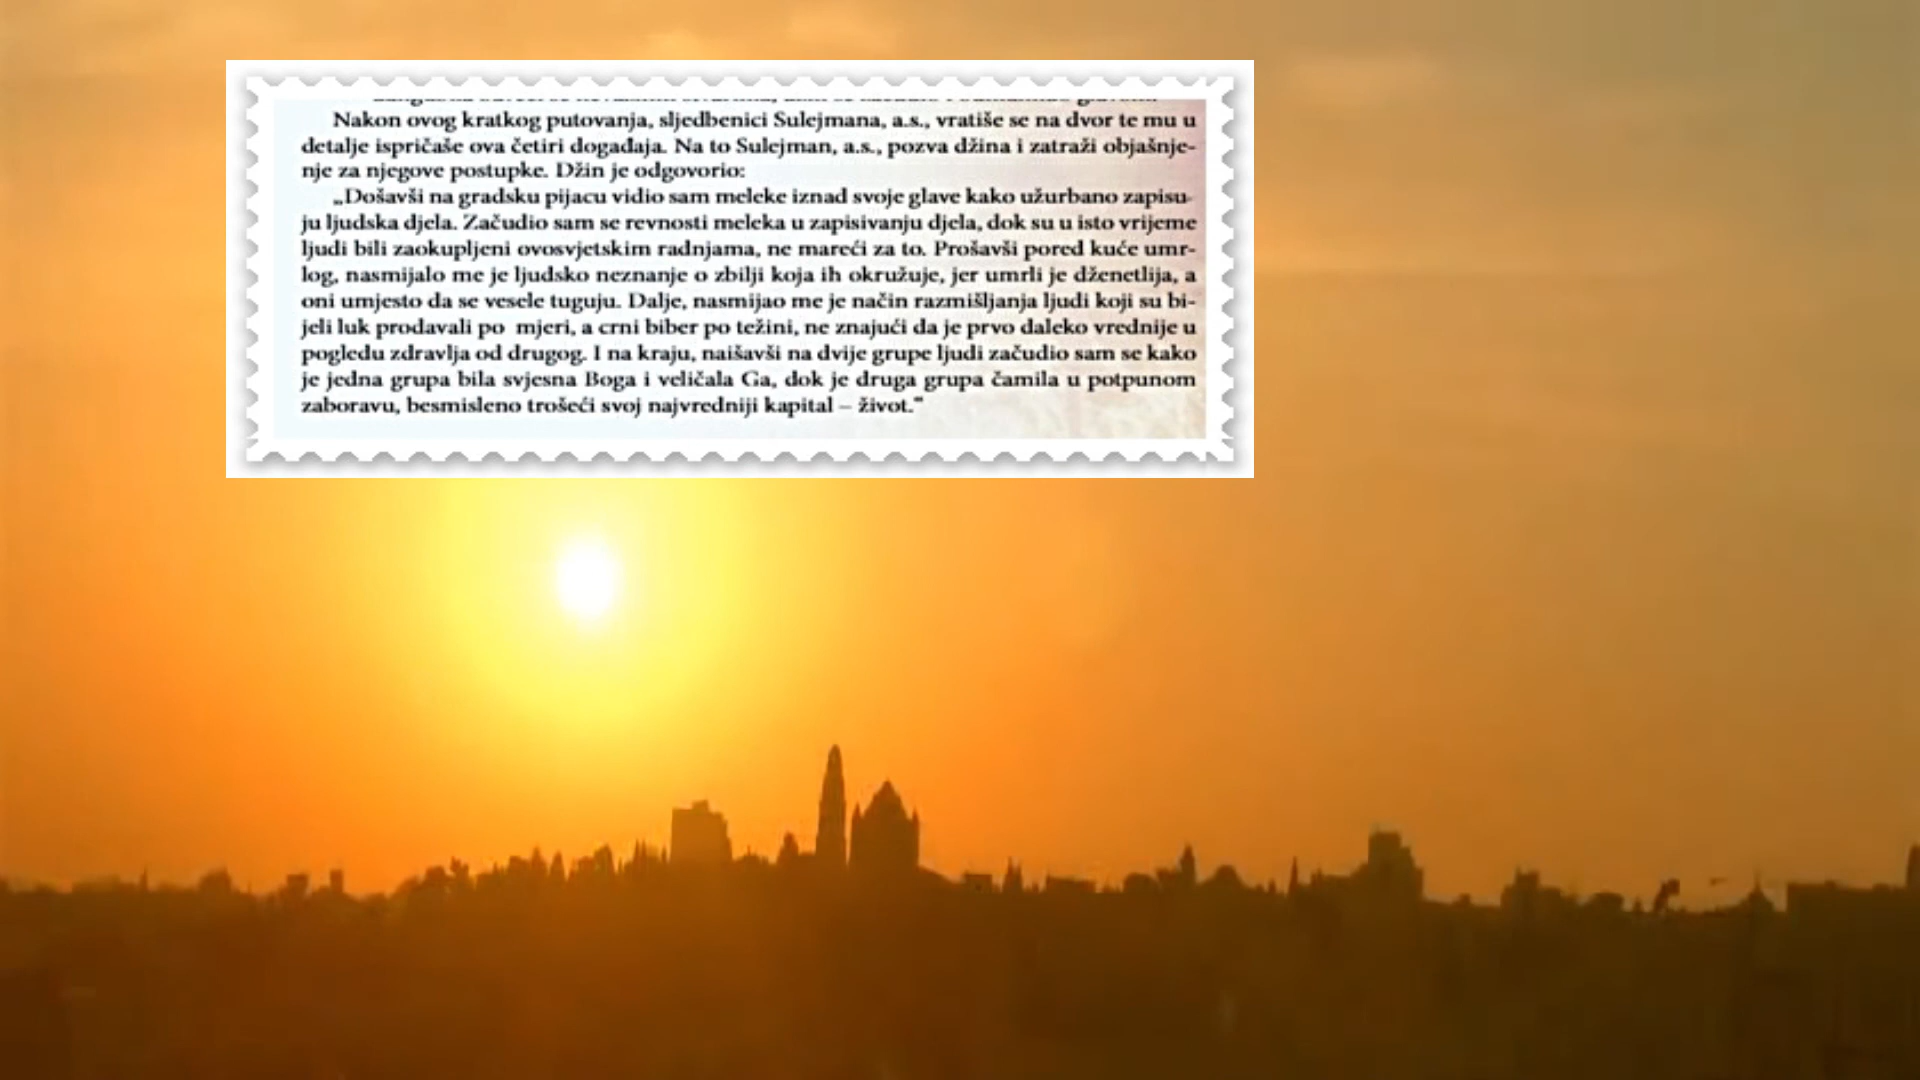 Nakon ovog kratkog putovanja, sljedbenici Sulejmana, a.s., vratiše se na dvor te mu u
detalje ispričaše ova četiri događaja. Na to Sulejman, a.s., pozva džina i zatraži objašnje-
nje za njegove postupke. Džin je odgovorio:
„Došavši na gradsku pijacu vidio sam meleke iznad svoje glave kako užurbano zapisu-
ju ljudska djela. Začudio sam se revnosti meleka u zapisivanju djela, dok su u isto vrijeme
ljudi bili zaokupljeni ovosvjetskim radnjama, ne mareći za to. Prošavši pored kuće umr-
log, nasmijalo me je ljudsko neznanje o zbilji koja ih okružuje, jer umrli je dženetlija, a
oni umjesto da se vesele tuguju. Dalje, nasmijao me je način razmišljanja ljudi koji su bi-
jeli luk prodavali po mjeri, a crni biber po težini, ne znajući da je prvo daleko vrednije u
pogledu zdravlja od drugog. I na kraju, naišavši na dvije grupe ljudi začudio sam se kako
je jedna grupa bila svjesna Boga i veličala Ga, dok je druga grupa čamila u potpunom
zaboravu, besmisleno trošeći svoj najvredniji kapital – život.“